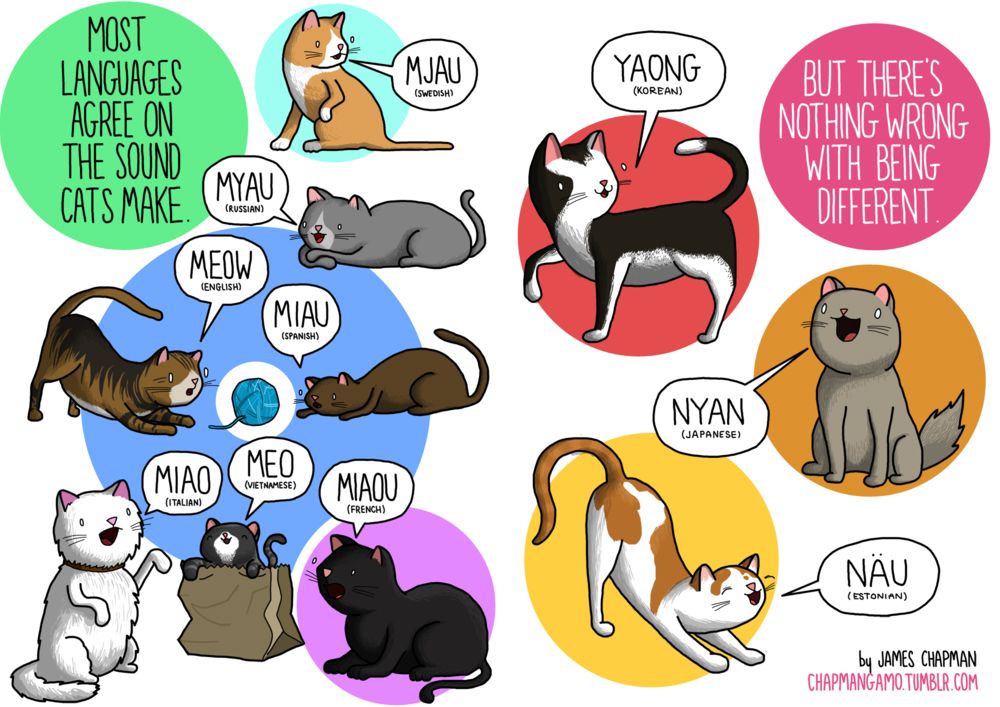 MOST
LANGUAGES
AGREE ON
THE SOUND
CATS MAKE.
MJAU
(SWEDISH)
MYAU
(RUSSIAN)
MEOW
(ENGLISH)
MIAU
(SPANISH)
MIAO
(ITALIAN)
MEO
(VIETNAMESE)
MIAOU
(FRENCH)
YAONG
(KOREAN)
BUT THERE'S
NOTHING WRONG
WITH BEING
DIFFERENT.
NYAN
(JAPANESE)
NÄU
(ESTONIAN)
by JAMES CHAPMAN
CHAPMANGAMO.TUMBLR.COM